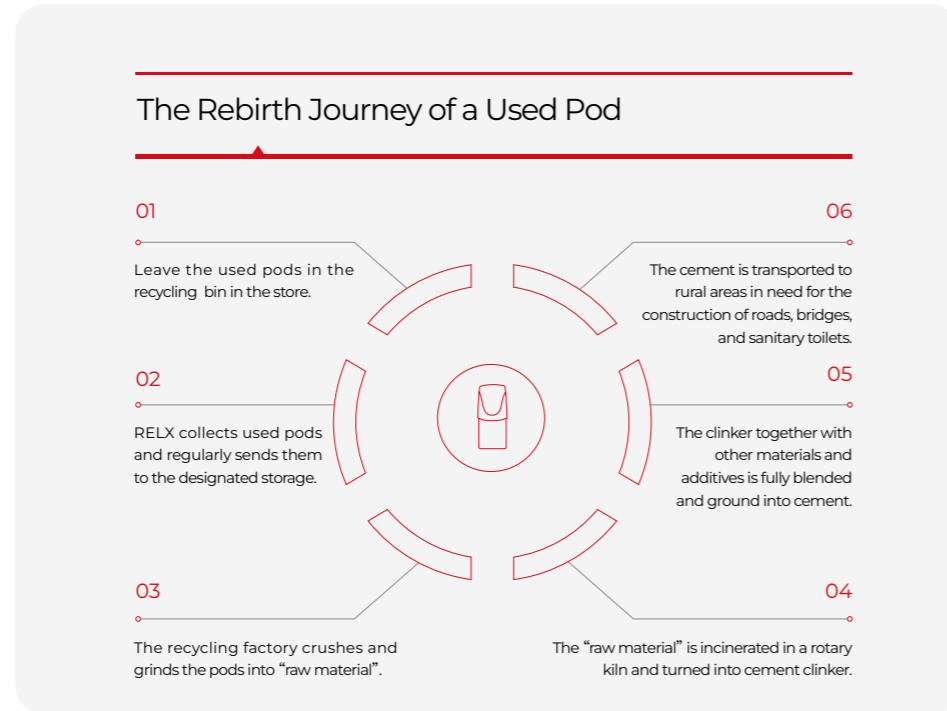 The Rebirth Journey of a Used Pod
01
Leave the used pods in the
recycling bin in the store.
02
RELX collects used pods
and regularly sends them
to the designated storage.
03
The recycling factory crushes and
grinds the pods into “raw material”.
06
The cement is transported to
rural areas in need for the
construction of roads, bridges,
and sanitary toilets.
05
The clinker together with
other materials and
additives is fully blended
and ground into cement.
04
The “raw material” is incinerated in a rotary
kiln and turned into cement clinker.